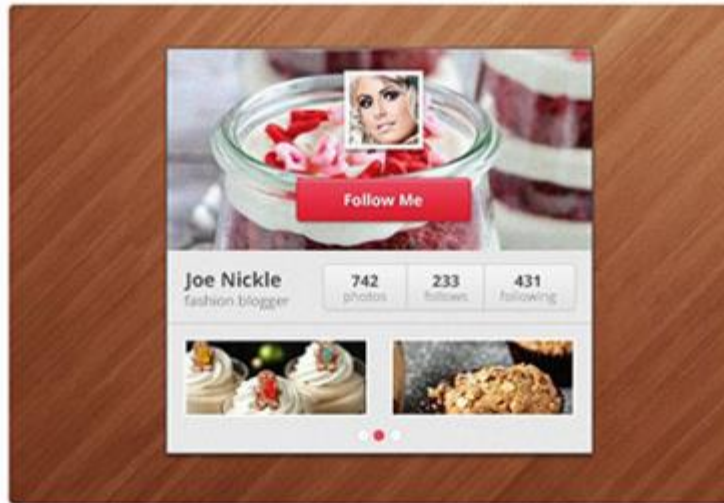 Follow Me
Joe Nickle
fashion blogger
742
photos
233
follows
431
following